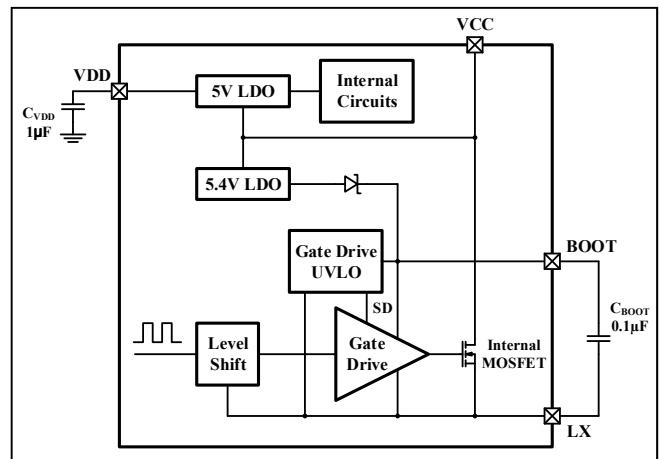 VCC
VDD
5V LDO
Internal
Circuits
CVDD
1µF
5.4V LDO
Gate Drive
UVLO
BOOT
SD
CBOOT
0.1µF
Level
Shift
Gate
Drive
Internal
MOSFET
LX